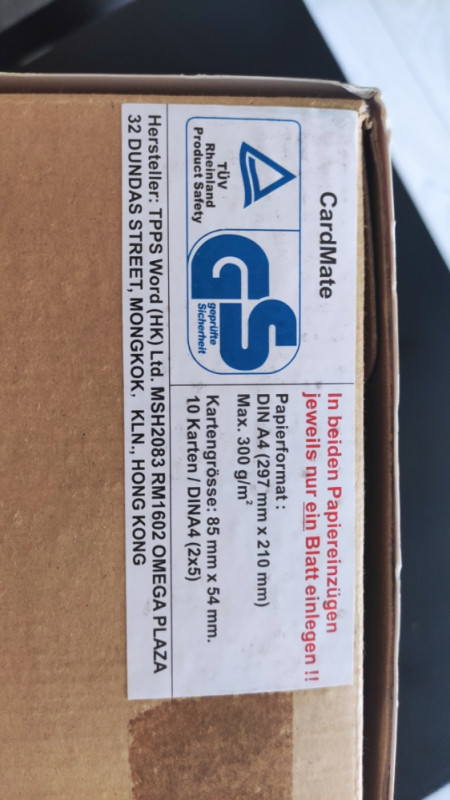 CardMate
TÜV
Rheinland
Product Safety
GS
geprüfte
Sicherheit
In beiden Papiereinzügen
jeweils nur ein Blatt einlegen !!
Papierformat :
DIN A4 (297 mm x 210 mm)
Max. 300 g/m²
Kartengrösse: 85 mm x 54 mm.
10 Karten / DINA4 (2x5)
Hersteller: TPPS Word (HK) Ltd. MSH2083 RM1602 OMEGA PLAZA
32 DUNDAS STREET, MONGKOK, KLN., HONG KONG